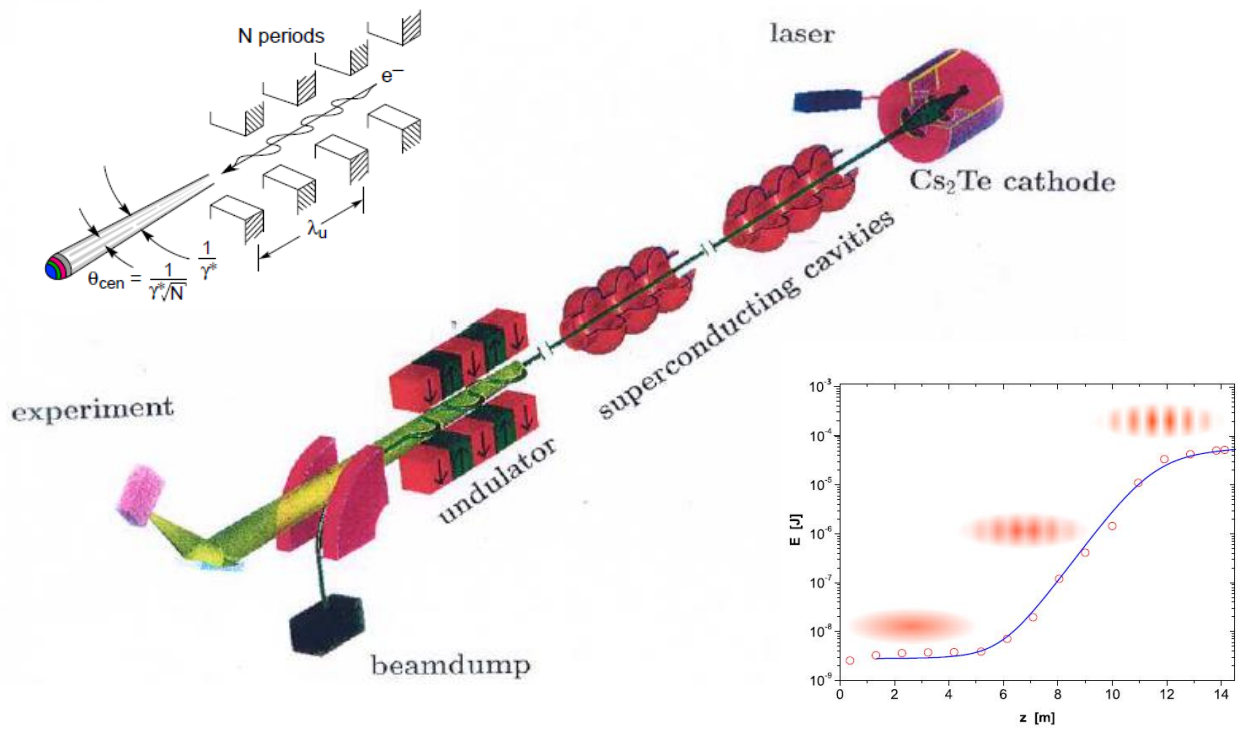 N periods
e–
λu
1
γ*
θcen = 1
γ*√N
laser
Cs2Te cathode
superconducting cavities
undulator
experiment
beamdump
10-3
10-4
10-5
10-6
10-7
10-8
10-9
E [J]
0 2 4 6 8 10 12 14
z [m]